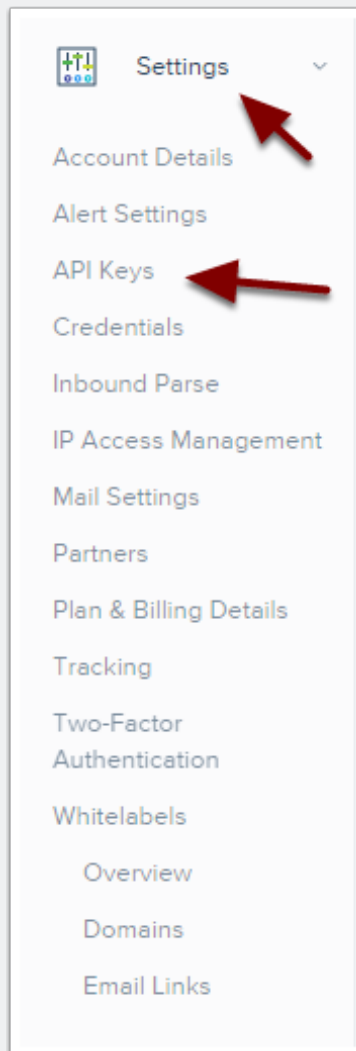 Settings
Account Details
Alert Settings
API Keys
Credentials
Inbound Parse
IP Access Management
Mail Settings
Partners
Plan & Billing Details
Tracking
Two-Factor
Authentication
Whitelabels
Overview
Domains
Email Links